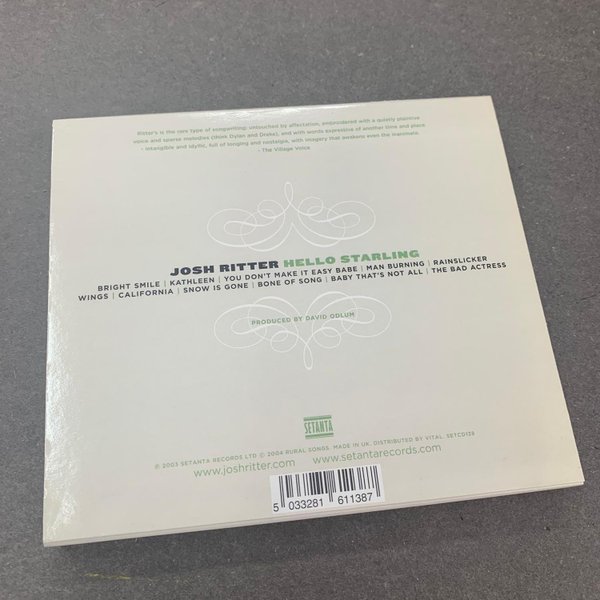 Ritter's is the rare type of songwriting: untouched by affectation, embroidered with a quietly plaintive
voice and sparse melodies (think Dylan and Drake), and with words expressive of another time and place
- intangible and idyllic, full of longing and nostalgia, with imagery that awakens even the inanimate.
- The Village Voice
JOSH RITTER HELLO STARLING
BRIGHT SMILE | KATHLEEN | YOU DON'T MAKE IT EASY BABE | MAN BURNING | RAINSLICKER
WINGS | CALIFORNIA | SNOW IS GONE | BONE OF SONG | BABY THAT'S NOT ALL | THE BAD ACTRESS
PRODUCED BY DAVID ODLUM
SETANTA
℗ 2003 SETANTA RECORDS LTD © 2004 RURAL SONGS. MADE IN UK. DISTRIBUTED BY VITAL. SETCD139
www.joshritter.com www.setantarecords.com
5 033281 611387